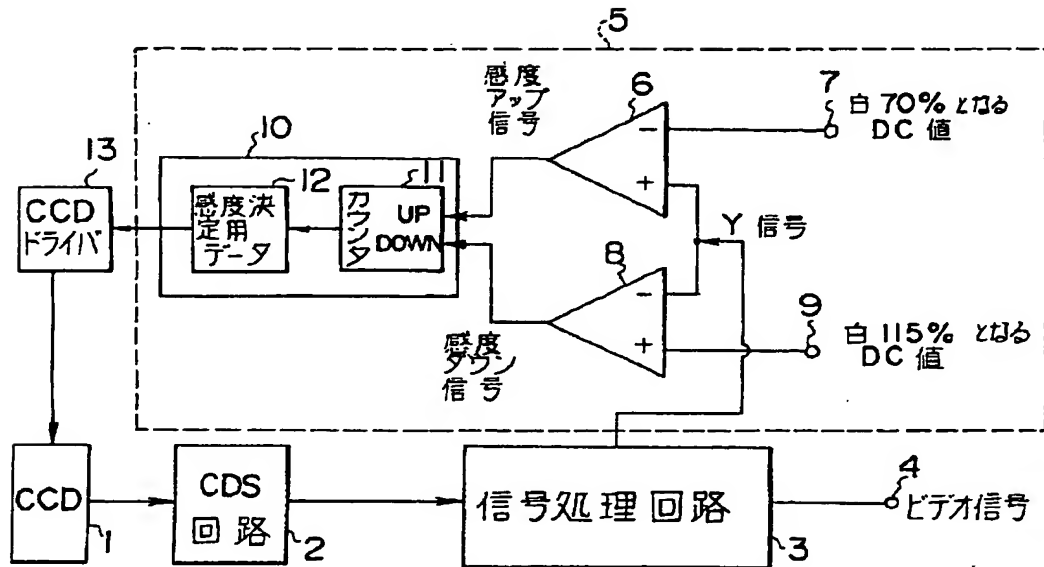 5
感度
アップ
信号
6
7
白 70% となる
DC 値
10
13
12
11
CCD
ドライバ
感度決
定用
データ
カウンタ
UP
DOWN
Y 信号
8
9
感度
ダウン
信号
白 115% となる
DC 値
CCD
1
CDS
回路
2
信号処理回路
3
4
ビデオ信号